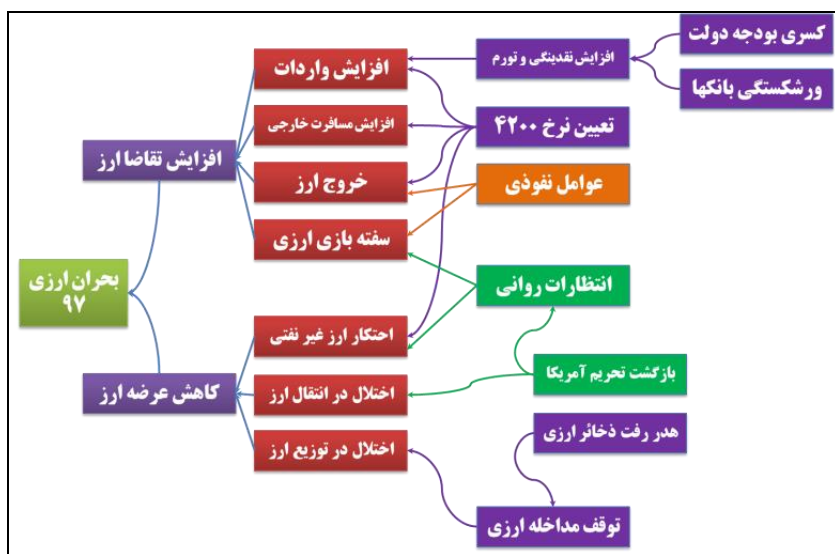 کسری بودجه دولت
ورشکستگی بانکها
افزایش نقدینگی و تورم
تعیین نرخ ۴۲۰۰
عوامل نفوذی
انتظارات روانی
بازگشت تحریم آمریکا
هدر رفت ذخائر ارزی
توقف مداخله ارزی
افزایش واردات
افزایش مسافرت خارجی
خروج ارز
سفته بازی ارزی
احتکار ارز غیر نفتی
اختلال در انتقال ارز
اختلال در توزیع ارز
افزایش تقاضا ارز
کاهش عرضه ارز
بحران ارزی
۹۷